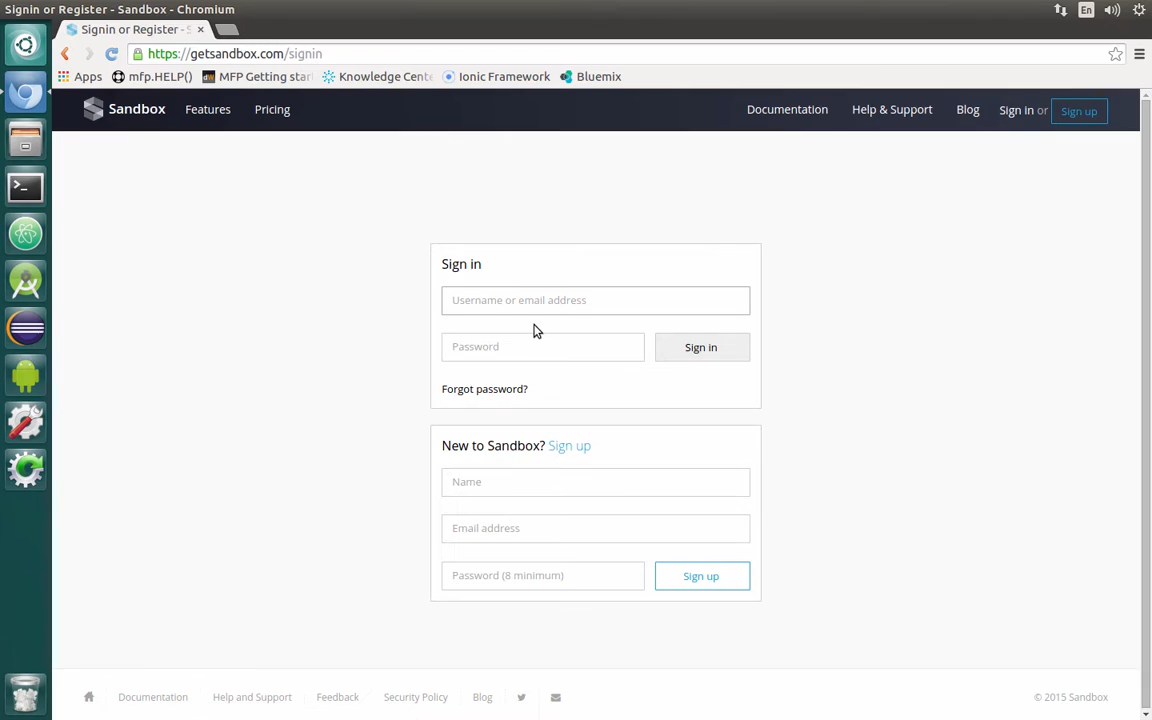 Signin or Register - Sandbox - Chromium
En
Signin or Register - S
https://getsandbox.com/signin
Apps mfp.HELP() MFP Getting star Knowledge Cente Ionic Framework Bluemix
Sandbox Features Pricing Documentation Help & Support Blog Sign in or Sign up
Sign in
Username or email address
Password Sign in
Forgot password?
New to Sandbox? Sign up
Name
Email address
Password (8 minimum) Sign up
Documentation Help and Support Feedback Security Policy Blog © 2015 Sandbox